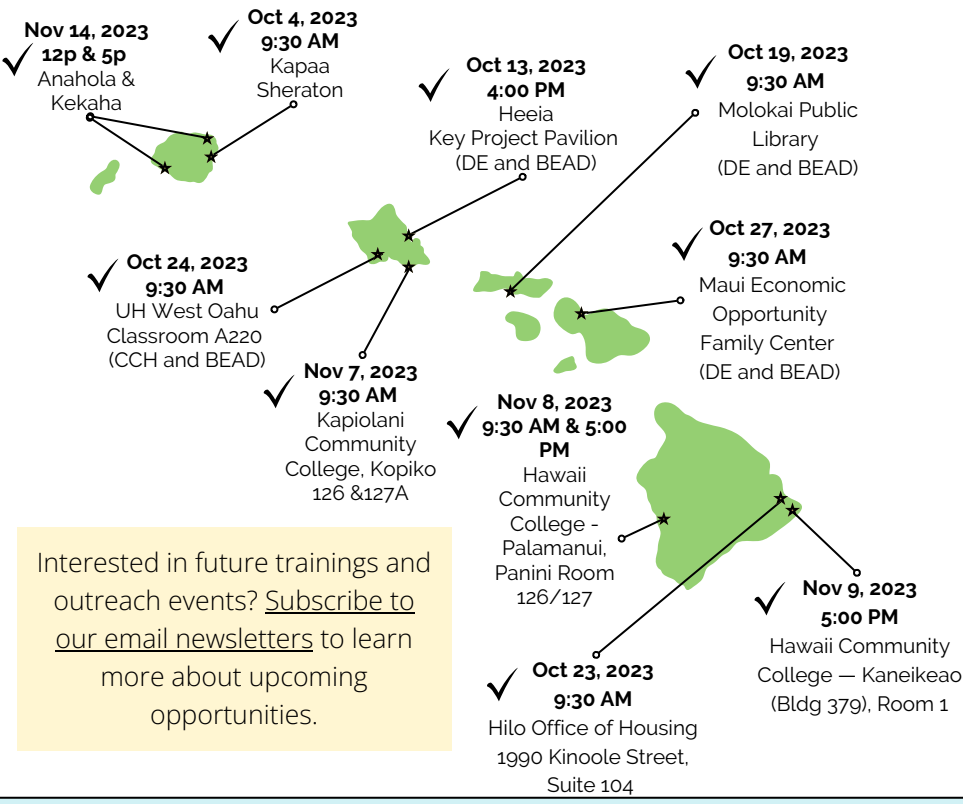 Nov 14, 2023
12p & 5p
Anahola &
Kekaha
Oct 4, 2023
9:30 AM
Kapaa
Sheraton
Oct 13, 2023
4:00 PM
Heeia
Key Project Pavilion
(DE and BEAD)
Oct 19, 2023
9:30 AM
Molokai Public
Library
(DE and BEAD)
Oct 24, 2023
9:30 AM
UH West Oahu
Classroom A220
(CCH and BEAD)
Oct 27, 2023
9:30 AM
Maui Economic
Opportunity
Family Center
(DE and BEAD)
Nov 7, 2023
9:30 AM
Kapiolani
Community
College, Kopiko
126 &127A
Nov 8, 2023
9:30 AM & 5:00
PM
Hawaii
Community
College -
Palamanui,
Panini Room
126/127
Interested in future trainings and
outreach events? Subscribe to
our email newsletters to learn
more about upcoming
opportunities.
Nov 9, 2023
5:00 PM
Hawaii Community
College — Kaneikeao
(Bldg 379), Room 1
Oct 23, 2023
9:30 AM
Hilo Office of Housing
1990 Kinoole Street,
Suite 104